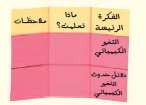 الفكرة الرئيسة
ماذا تعلمت؟
ملاحظات
التغير
الكيميائي
دلائل حدوث
التغير
الكيميائي